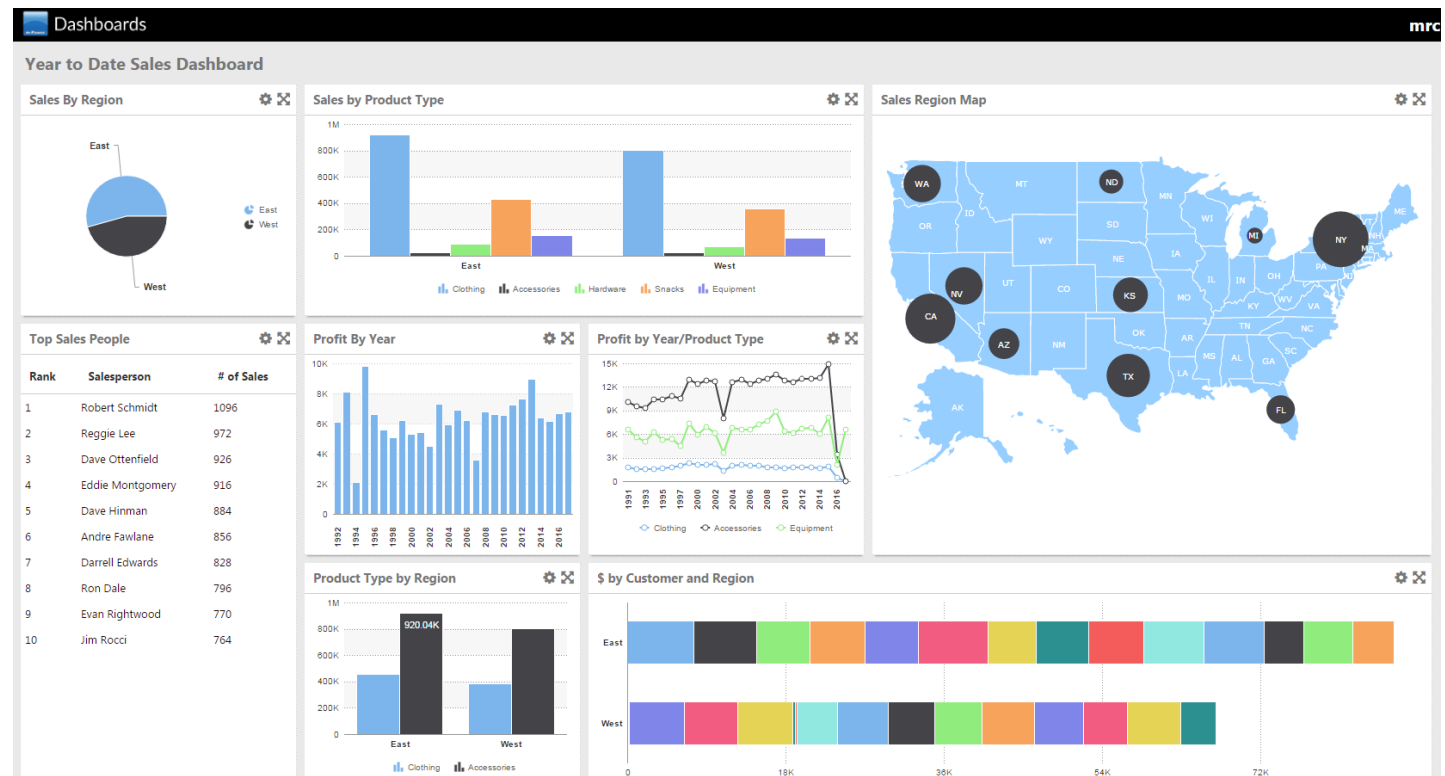 Dashboards
mrc
Year to Date Sales Dashboard
Sales By Region
East
West
East
West
Sales by Product Type
1M
800K
600K
400K
200K
0
East
West
Clothing
Accessories
Hardware
Snacks
Equipment
Sales Region Map
WA
MT
ND
MN
ME
OR
ID
SD
WI
MI
NY
VT
NH
MA
WY
IA
NE
PA
NJ
NV
UT
CO
KS
MO
IL
IN
OH
KY
WV
VA
CA
AZ
NM
OK
AR
TN
NC
SC
MS
AL
GA
LA
TX
AK
FL
Top Sales People
Rank Salesperson # of Sales
1 Robert Schmidt 1096
2 Reggie Lee 972
3 Dave Ottenfield 926
4 Eddie Montgomery 916
5 Dave Hinman 884
6 Andre Fawlane 856
7 Darrell Edwards 828
8 Ron Dale 796
9 Evan Rightwood 770
10 Jim Rocci 764
Profit By Year
10K
8K
6K
4K
2K
0
1992 1994 1996 1998 2000 2002 2004 2006 2008 2010 2012 2014 2016
Profit by Year/Product Type
15K
12K
9K
6K
3K
0
1991 1993 1995 1997 2000 2002 2004 2006 2008 2010 2012 2014 2016
Clothing Accessories Equipment
Product Type by Region
1M
800K
600K
400K
200K
0
920.04K
East
West
Clothing Accessories
$ by Customer and Region
East
West
0 18K 36K 54K 72K